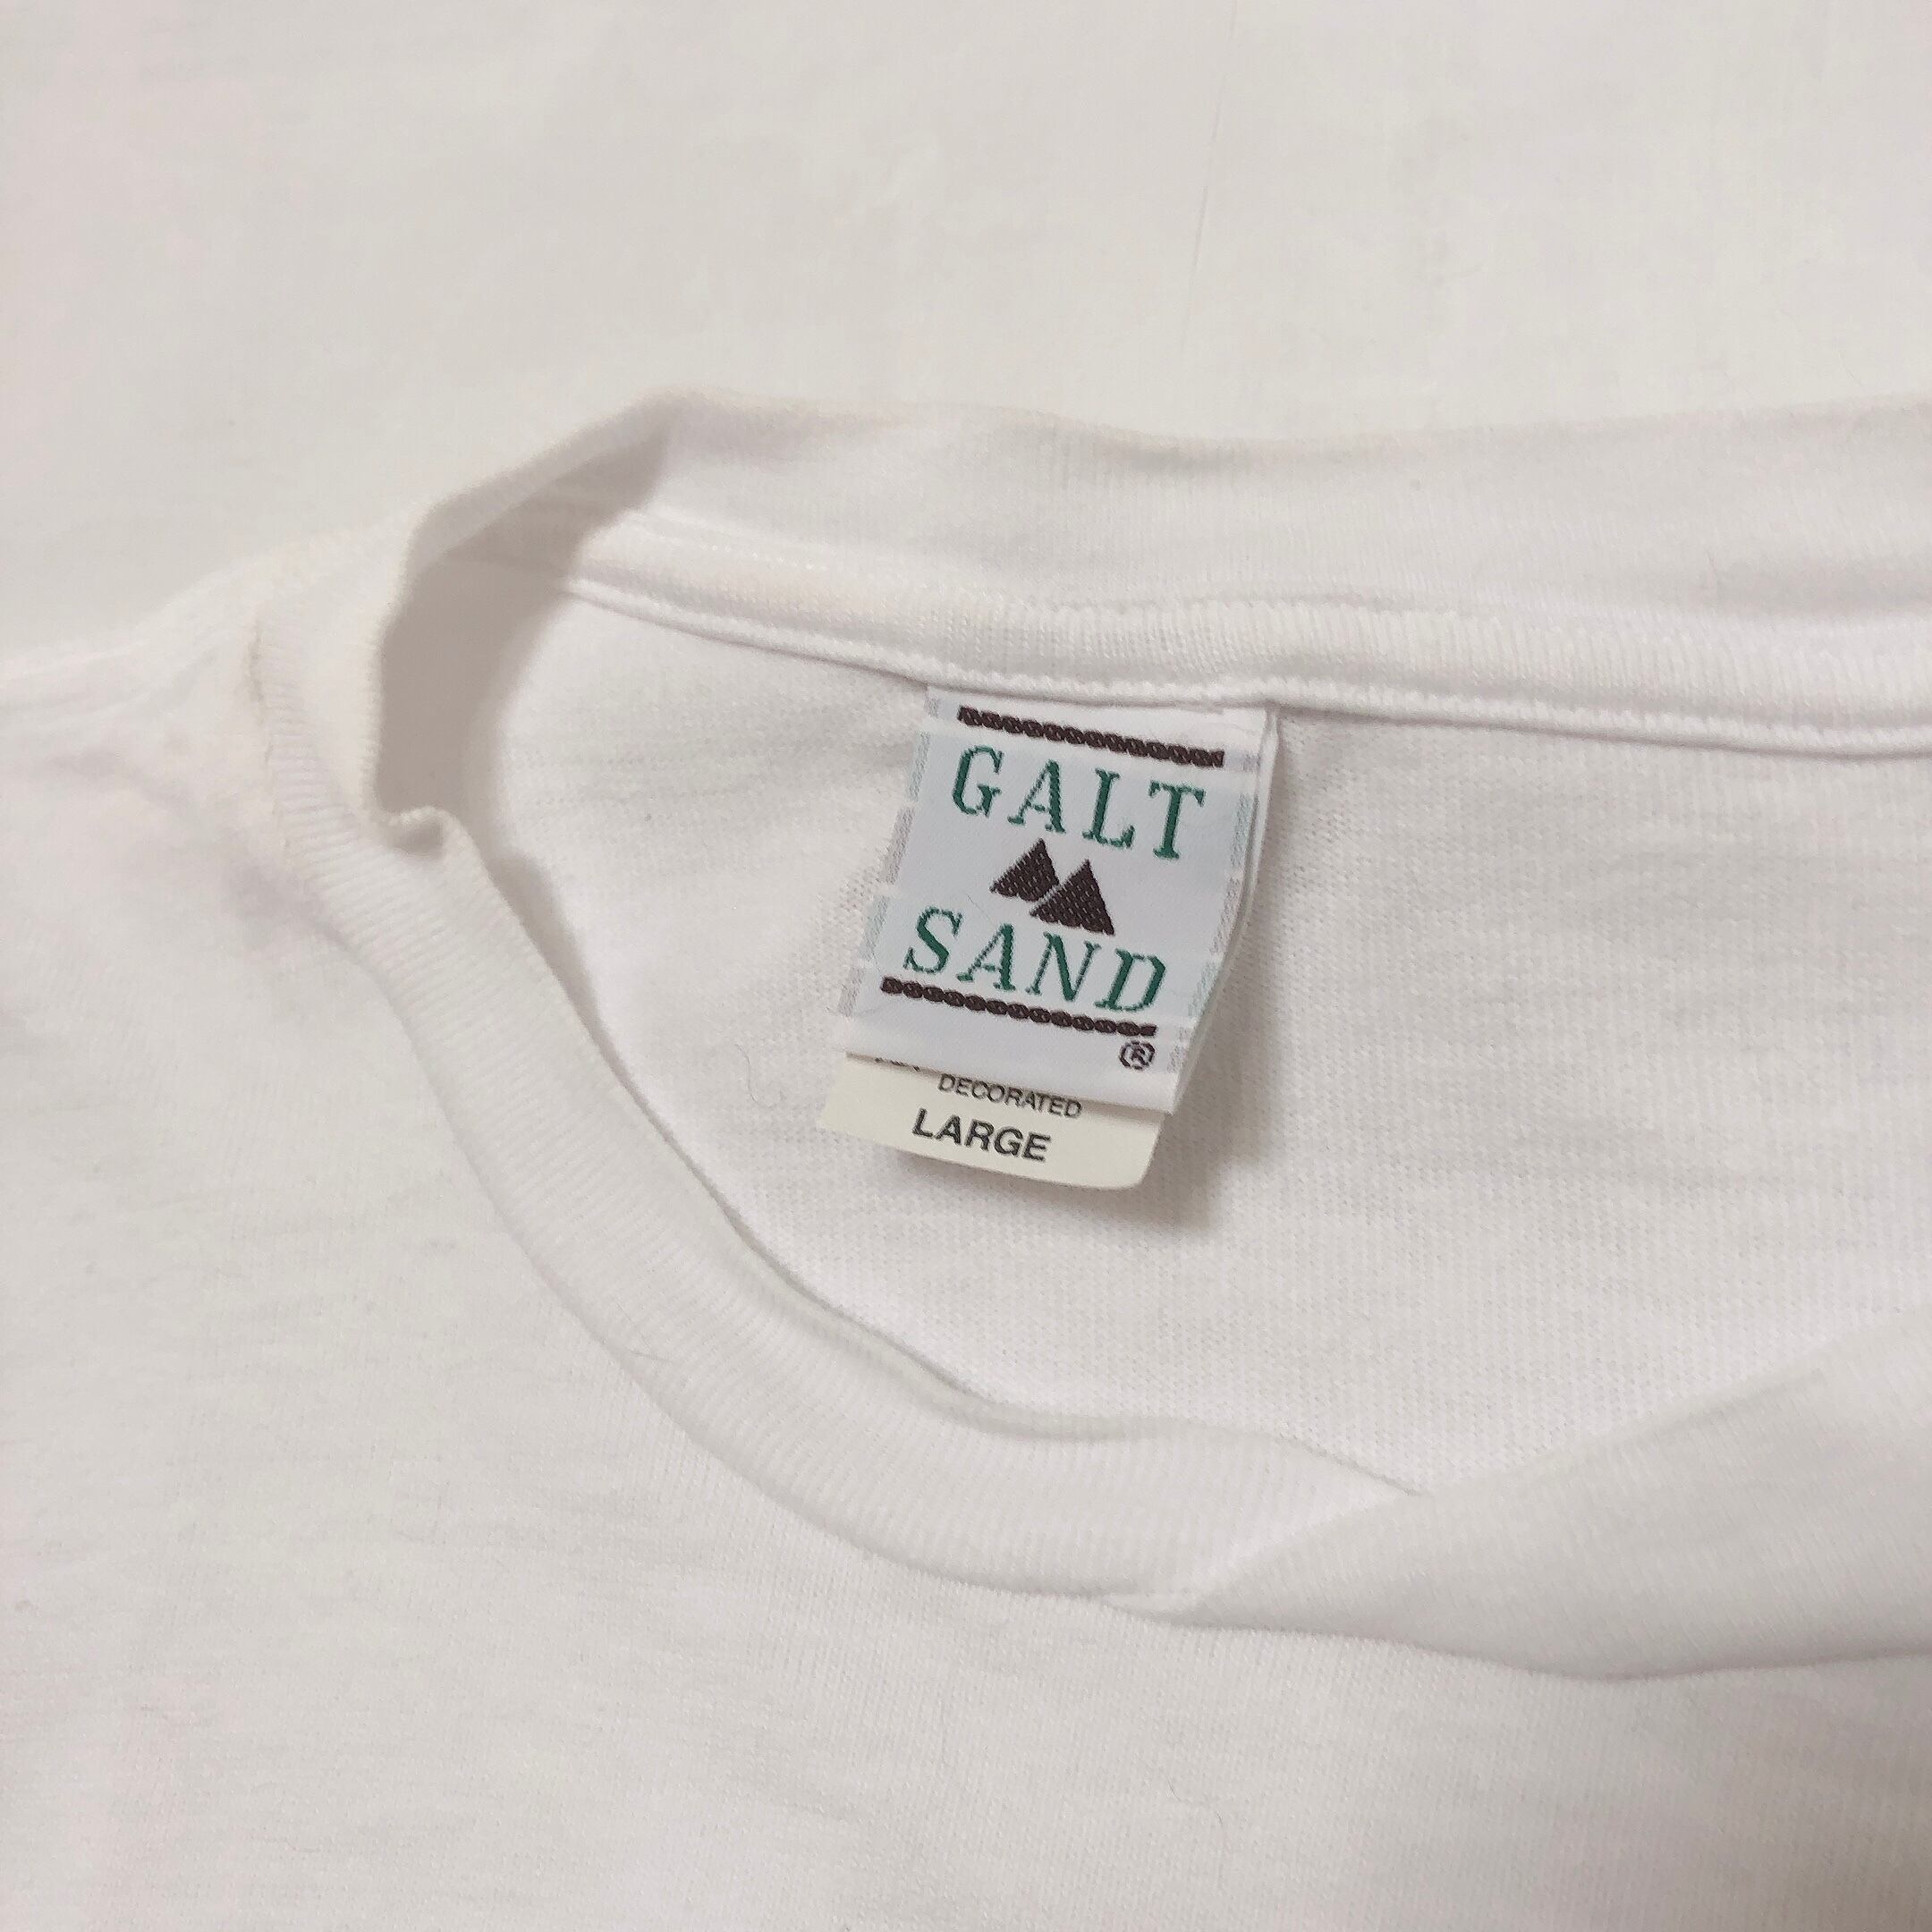 GALT
SAND
®
DECORATED
LARGE